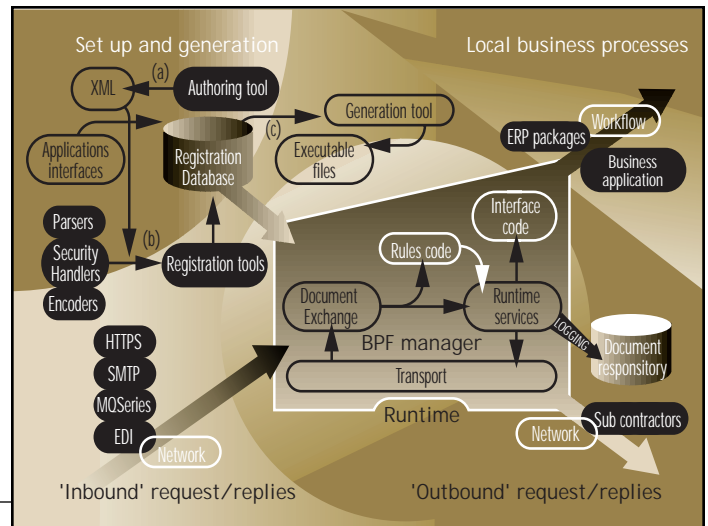 Set up and generation
Local business processes
XML
(a)
Authoring tool
(c)
Generation tool
Applications
interfaces
Registration
Database
Executable
files
ERP packages
Workflow
Business
application
Parsers
Security
Handlers
Encoders
(b)
Registration tools
Interface
code
Rules code
Document
Exchange
Runtime
services
BPF manager
LOGGING
Document
responsitory
HTTPS
SMTP
MQSeries
EDI
Network
Transport
Runtime
Network
Sub contractors
'Inbound' request/replies
'Outbound' request/replies